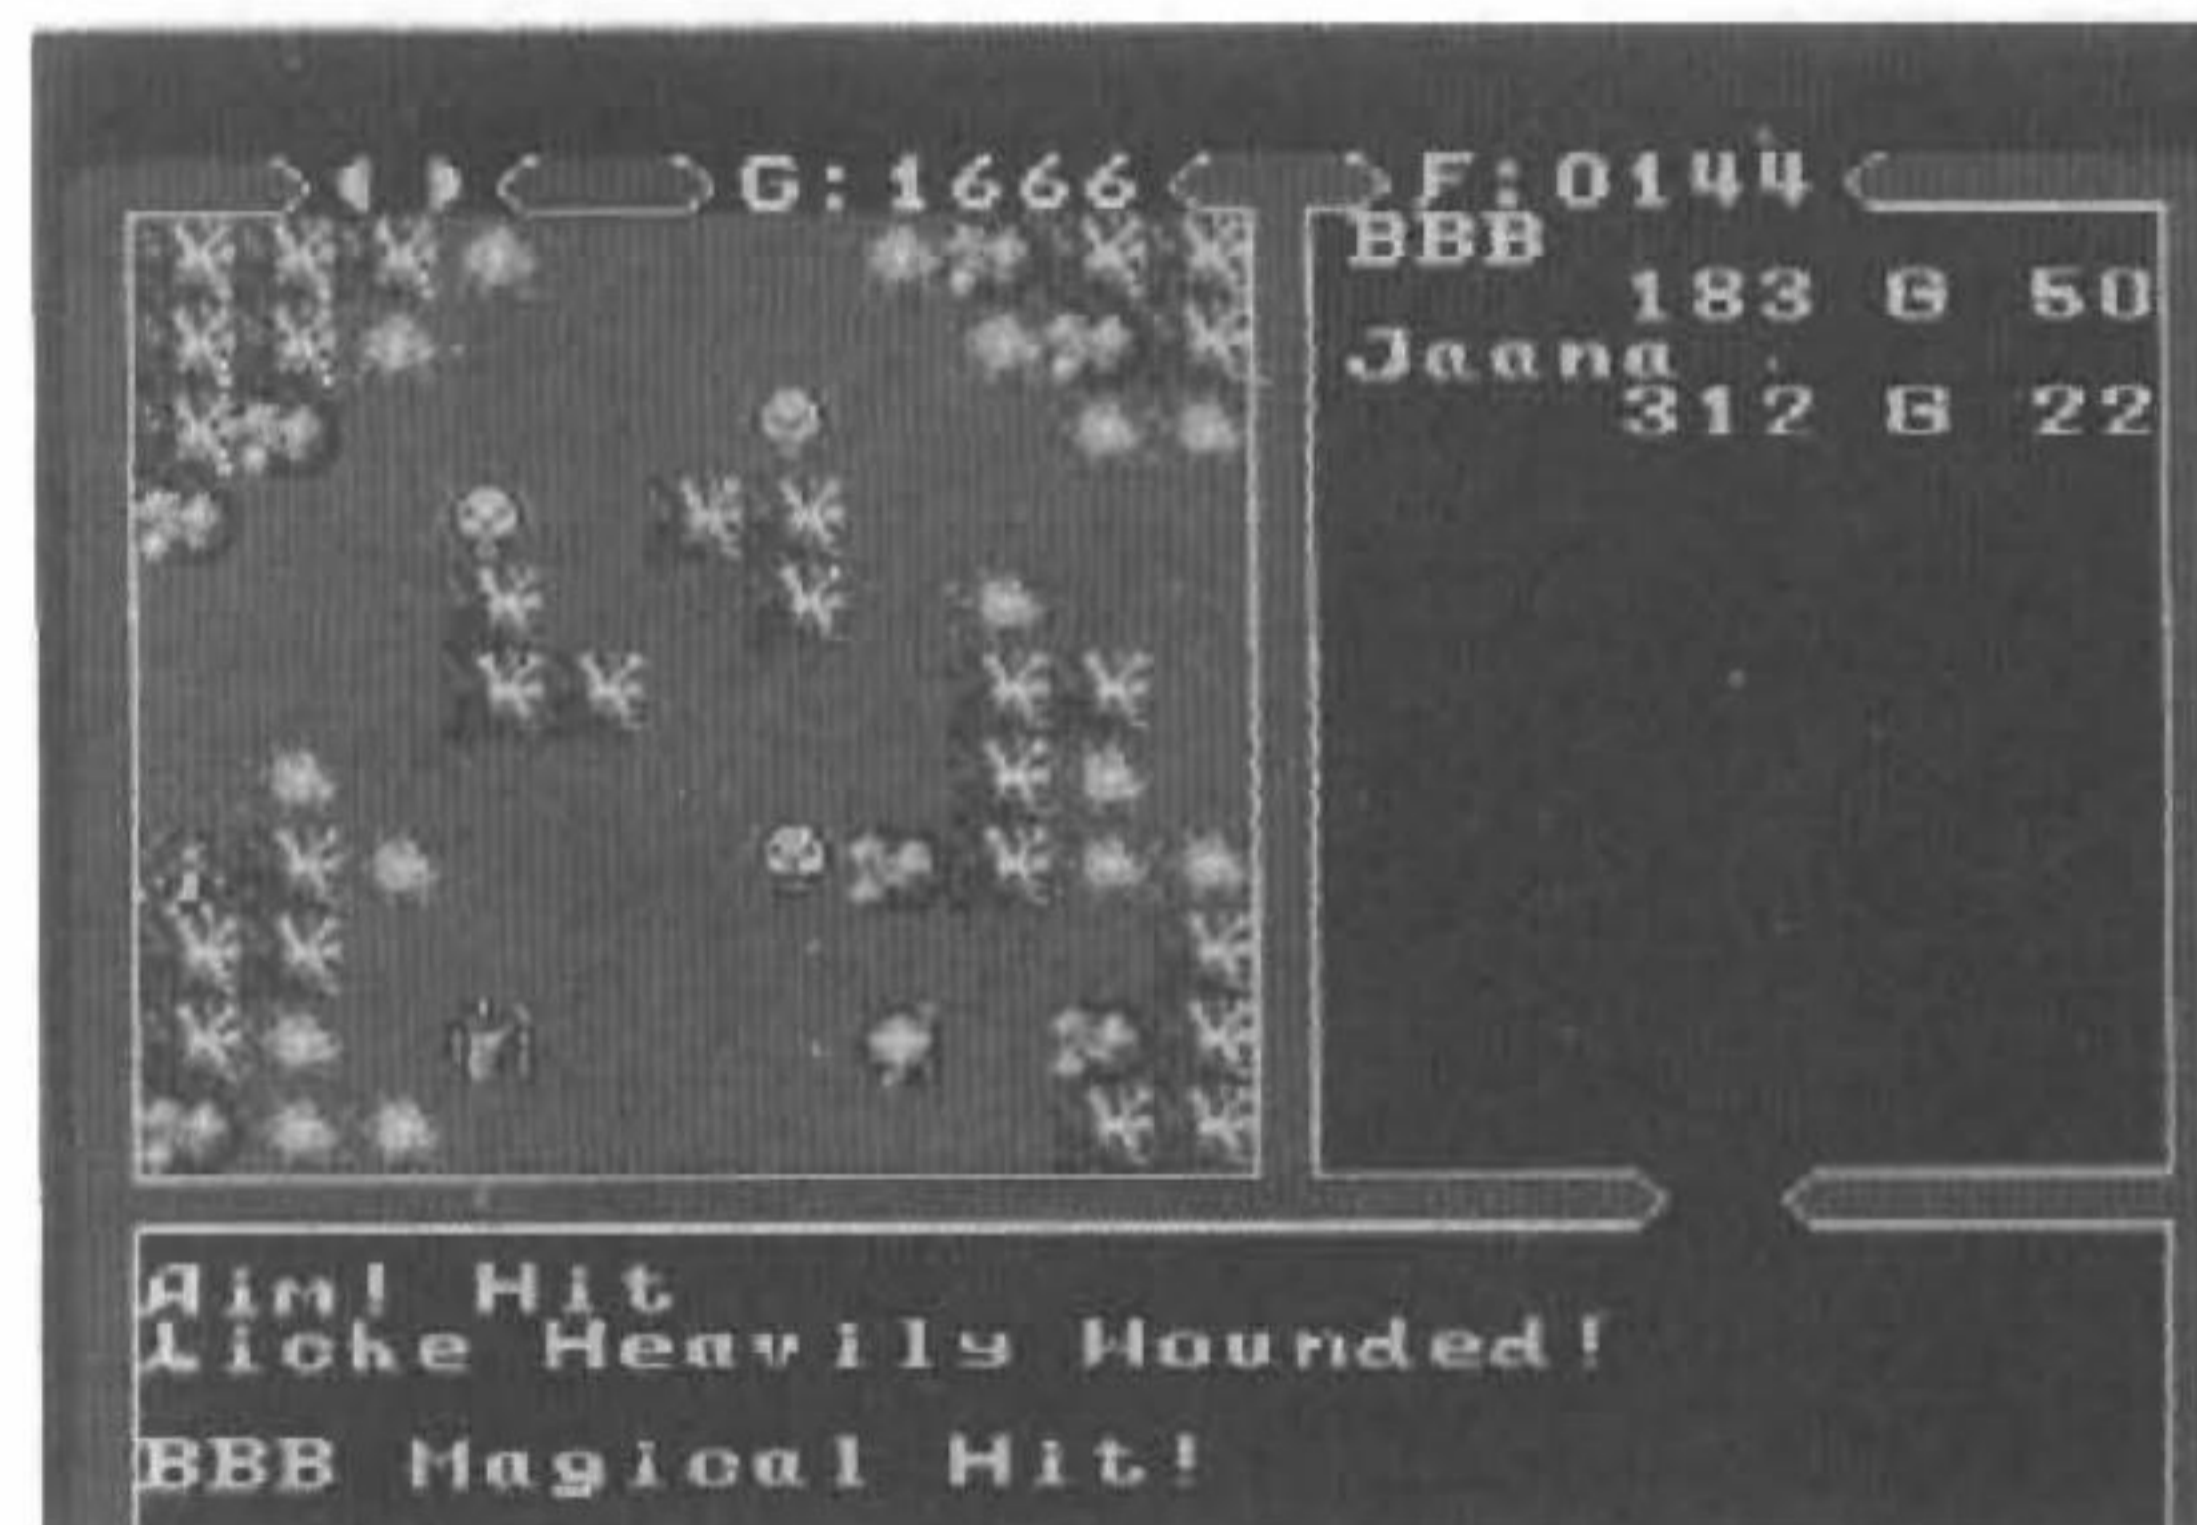 G:1666
F:0144
BBB
183 G 50
Jaana
312 G 22
Aim! Hit
Liche Heavily Wounded!
BBB Magical Hit!